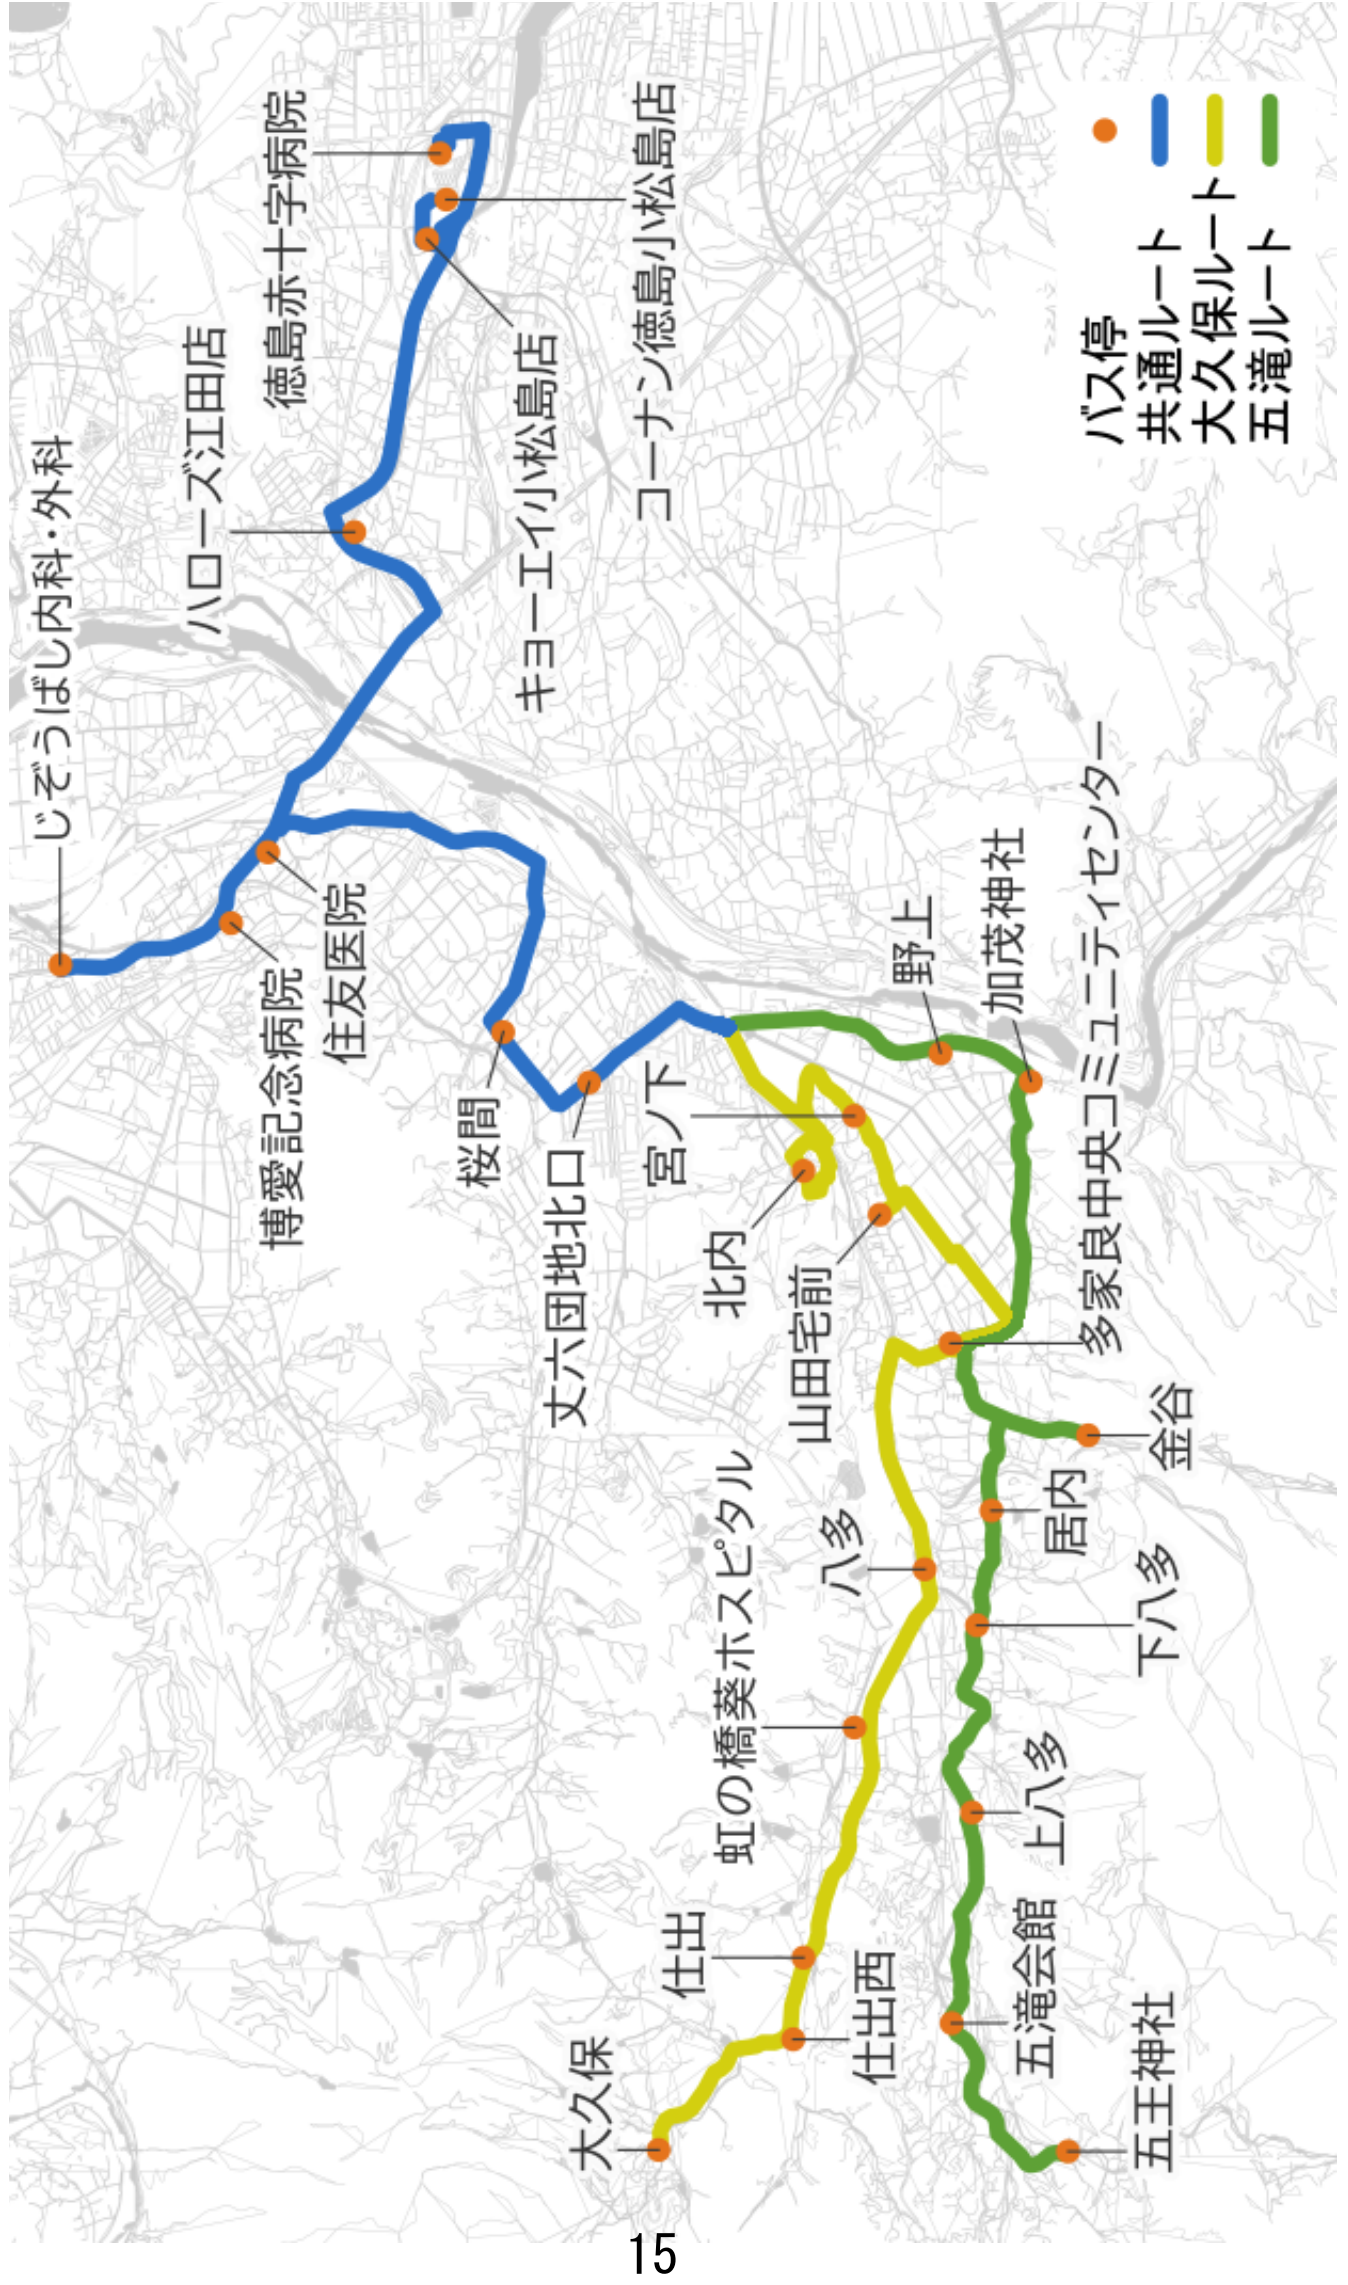 じぞうばし内科・外科
徳島赤十字病院
ハローズ江田店
コーナン徳島小松島店
キョーエイ小松島店
住友医院
博愛記念病院
桜間
丈六団地北口
宮ノ下
北内
山田宅前
野上
加茂神社
多家良中央コミュニティセンター
金谷
居内
下八多
上八多
八多
虹の橋葵ホスピタル
仕出
仕出西
大久保
五滝会館
五王神社
バス停
共通ルート
大久保ルート
五滝ルート
15